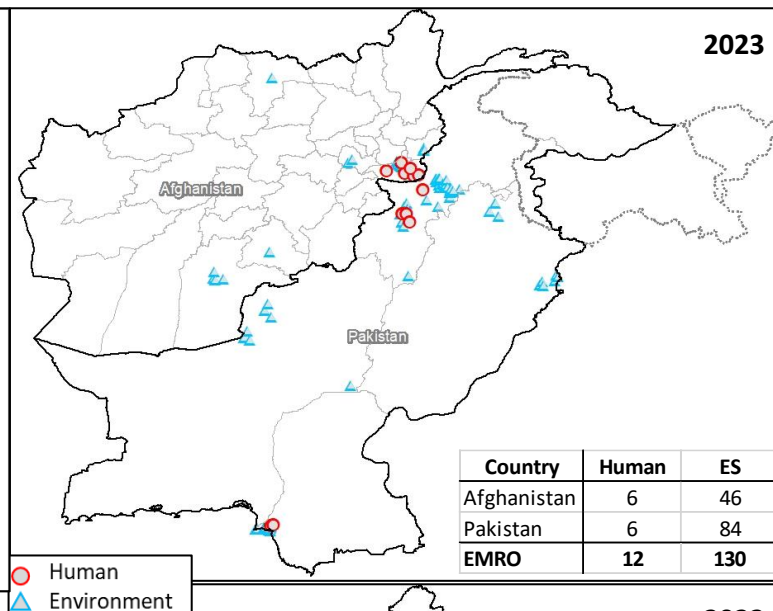 2023
Afghanistan
Pakistan
Country Human ES
Afghanistan 6 46
Pakistan 6 84
EMRO 12 130
Human
Environment